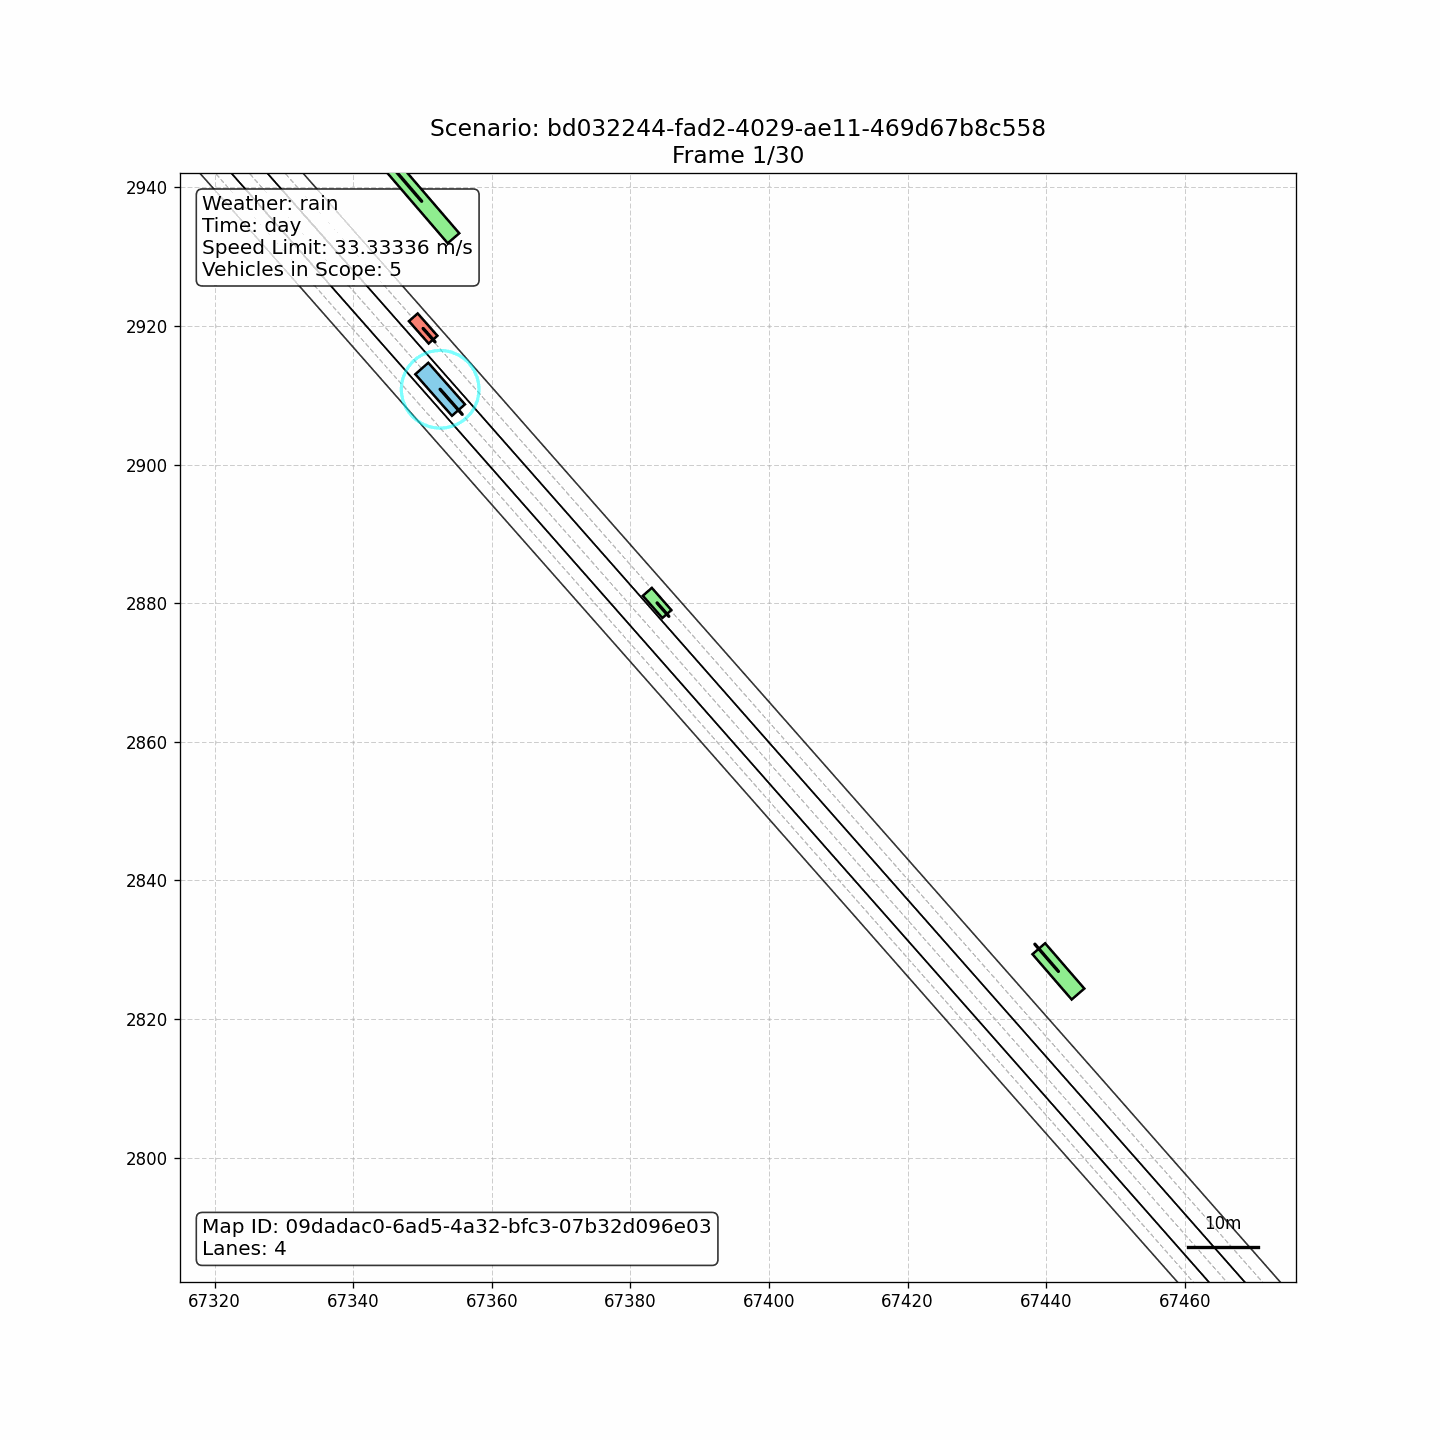 Scenario: bd032244-fad2-4029-ae11-469d67b8c558
Frame 1/30
2940
2920
2900
2880
2860
2840
2820
2800
Weather: rain
Time: day
Speed Limit: 33.33336 m/s
Vehicles in Scope: 5
10m
Map ID: 09dadac0-6ad5-4a32-bfc3-07b32d096e03
Lanes: 4
67320 67340 67360 67380 67400 67420 67440 67460